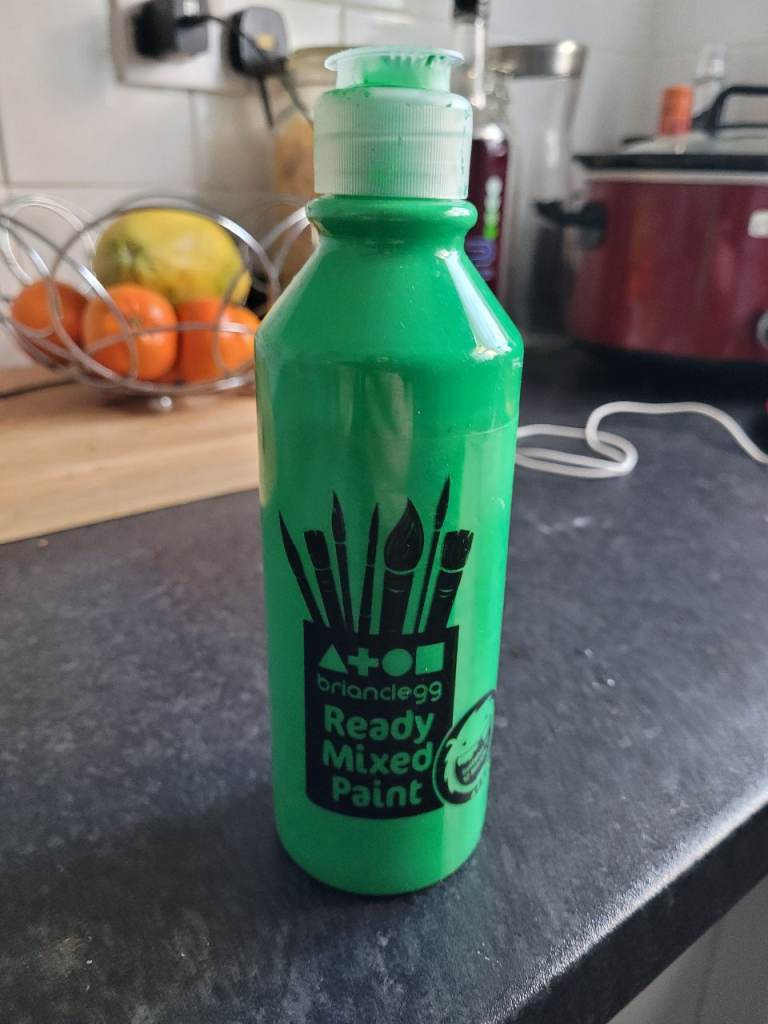 brianclegg
Ready
Mixed
Paint